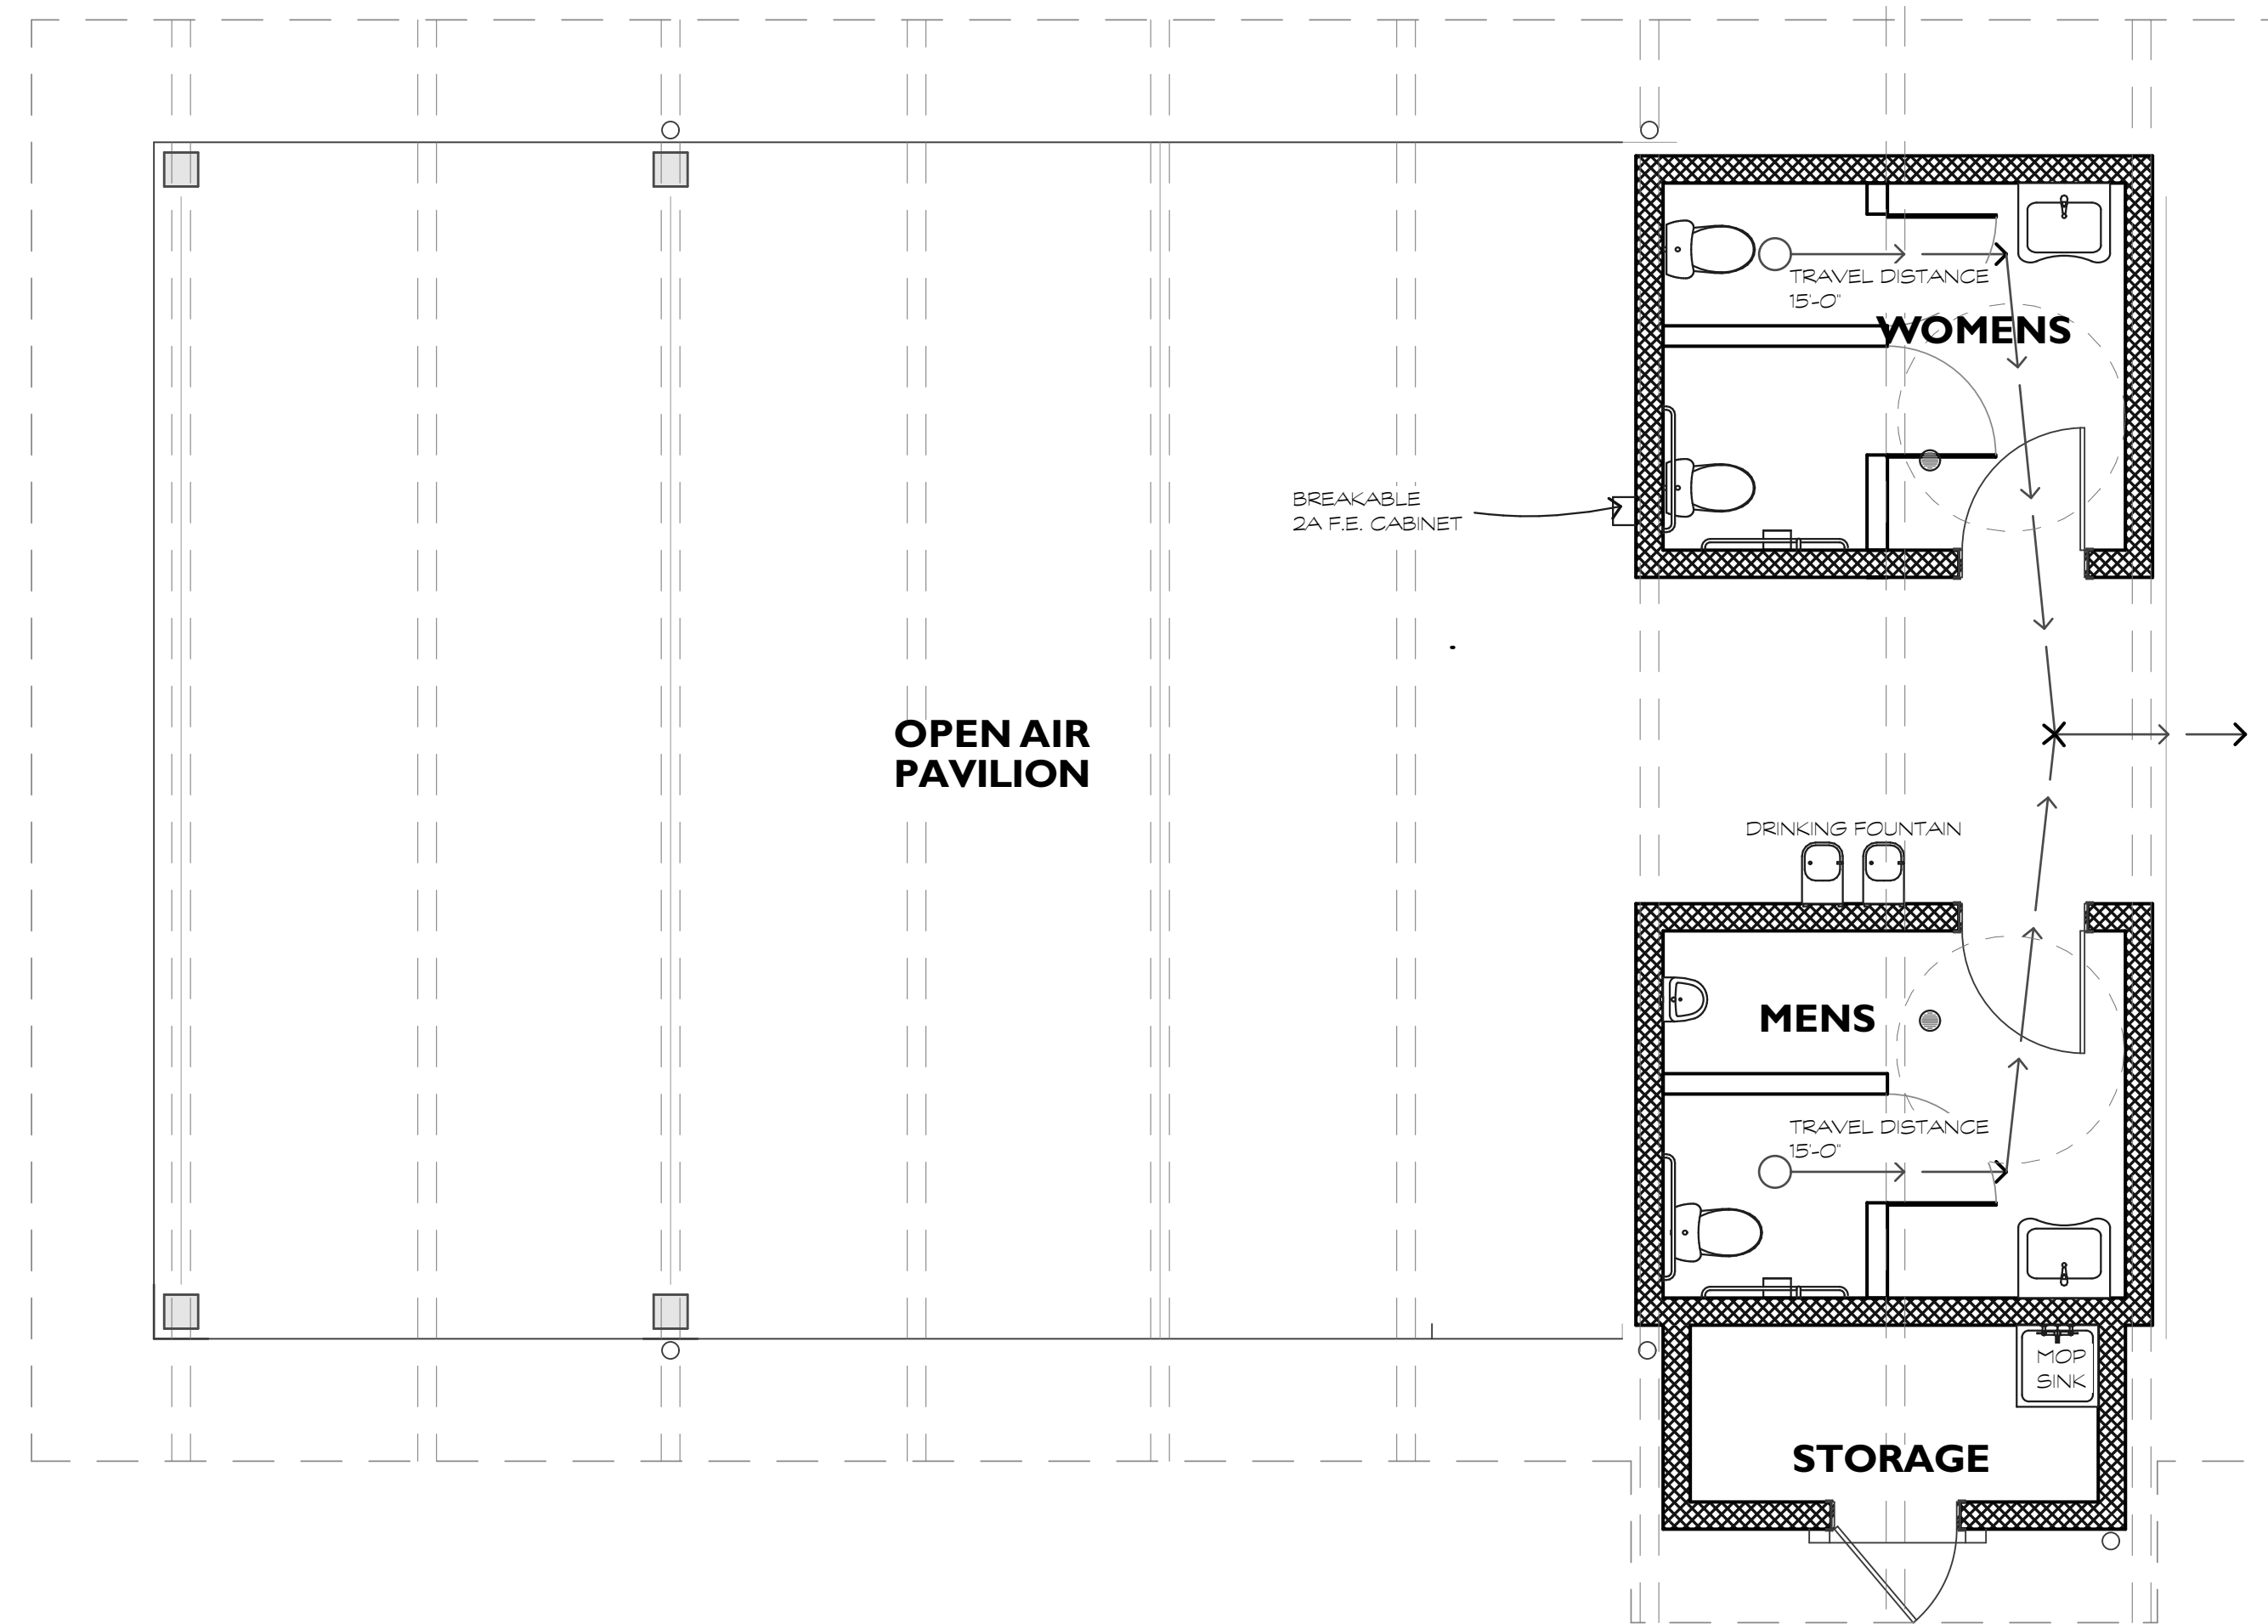 TRAVEL DISTANCE
15'-0"
WOMENS
BREAKABLE
2A F.E. CABINET
OPEN AIR
PAVILION
DRINKING FOUNTAIN
MENS
TRAVEL DISTANCE
15'-0"
MOP
SINK
STORAGE